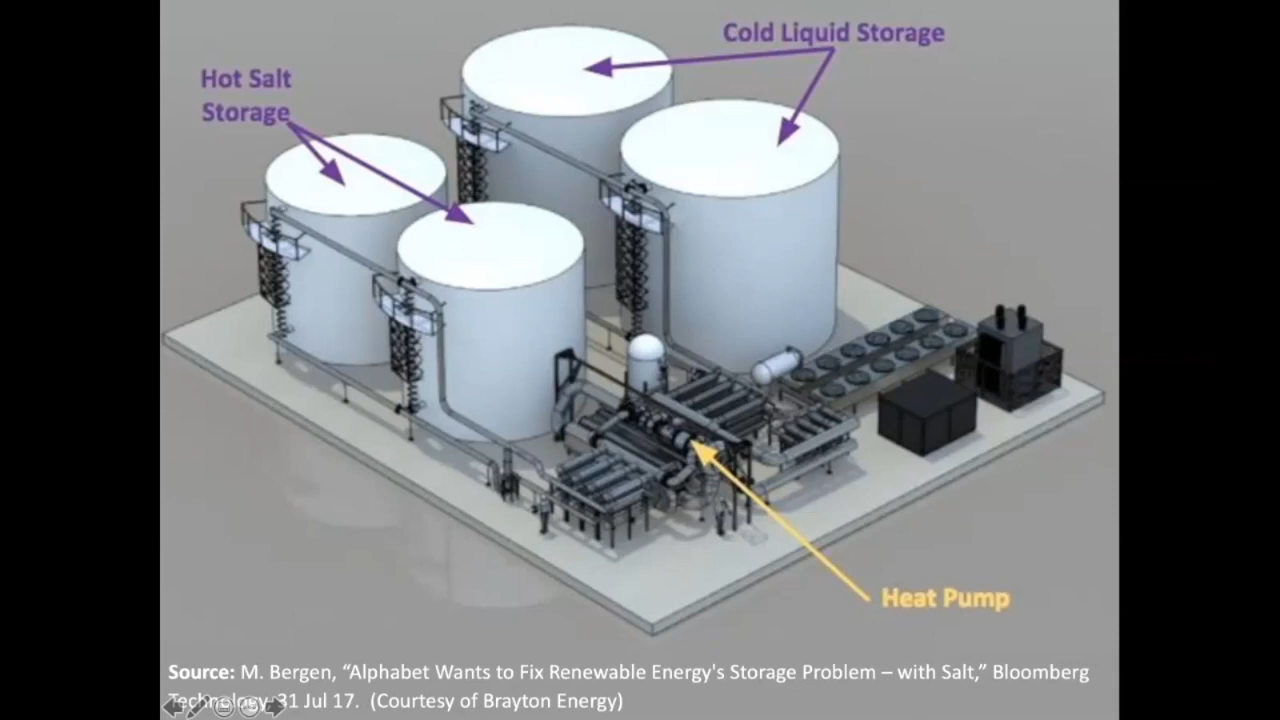 Cold Liquid Storage
Hot Salt
Storage
Heat Pump
Source: M. Bergen, “Alphabet Wants to Fix Renewable Energy's Storage Problem – with Salt,” Bloomberg
Technology, 31 Jul 17. (Courtesy of Brayton Energy)